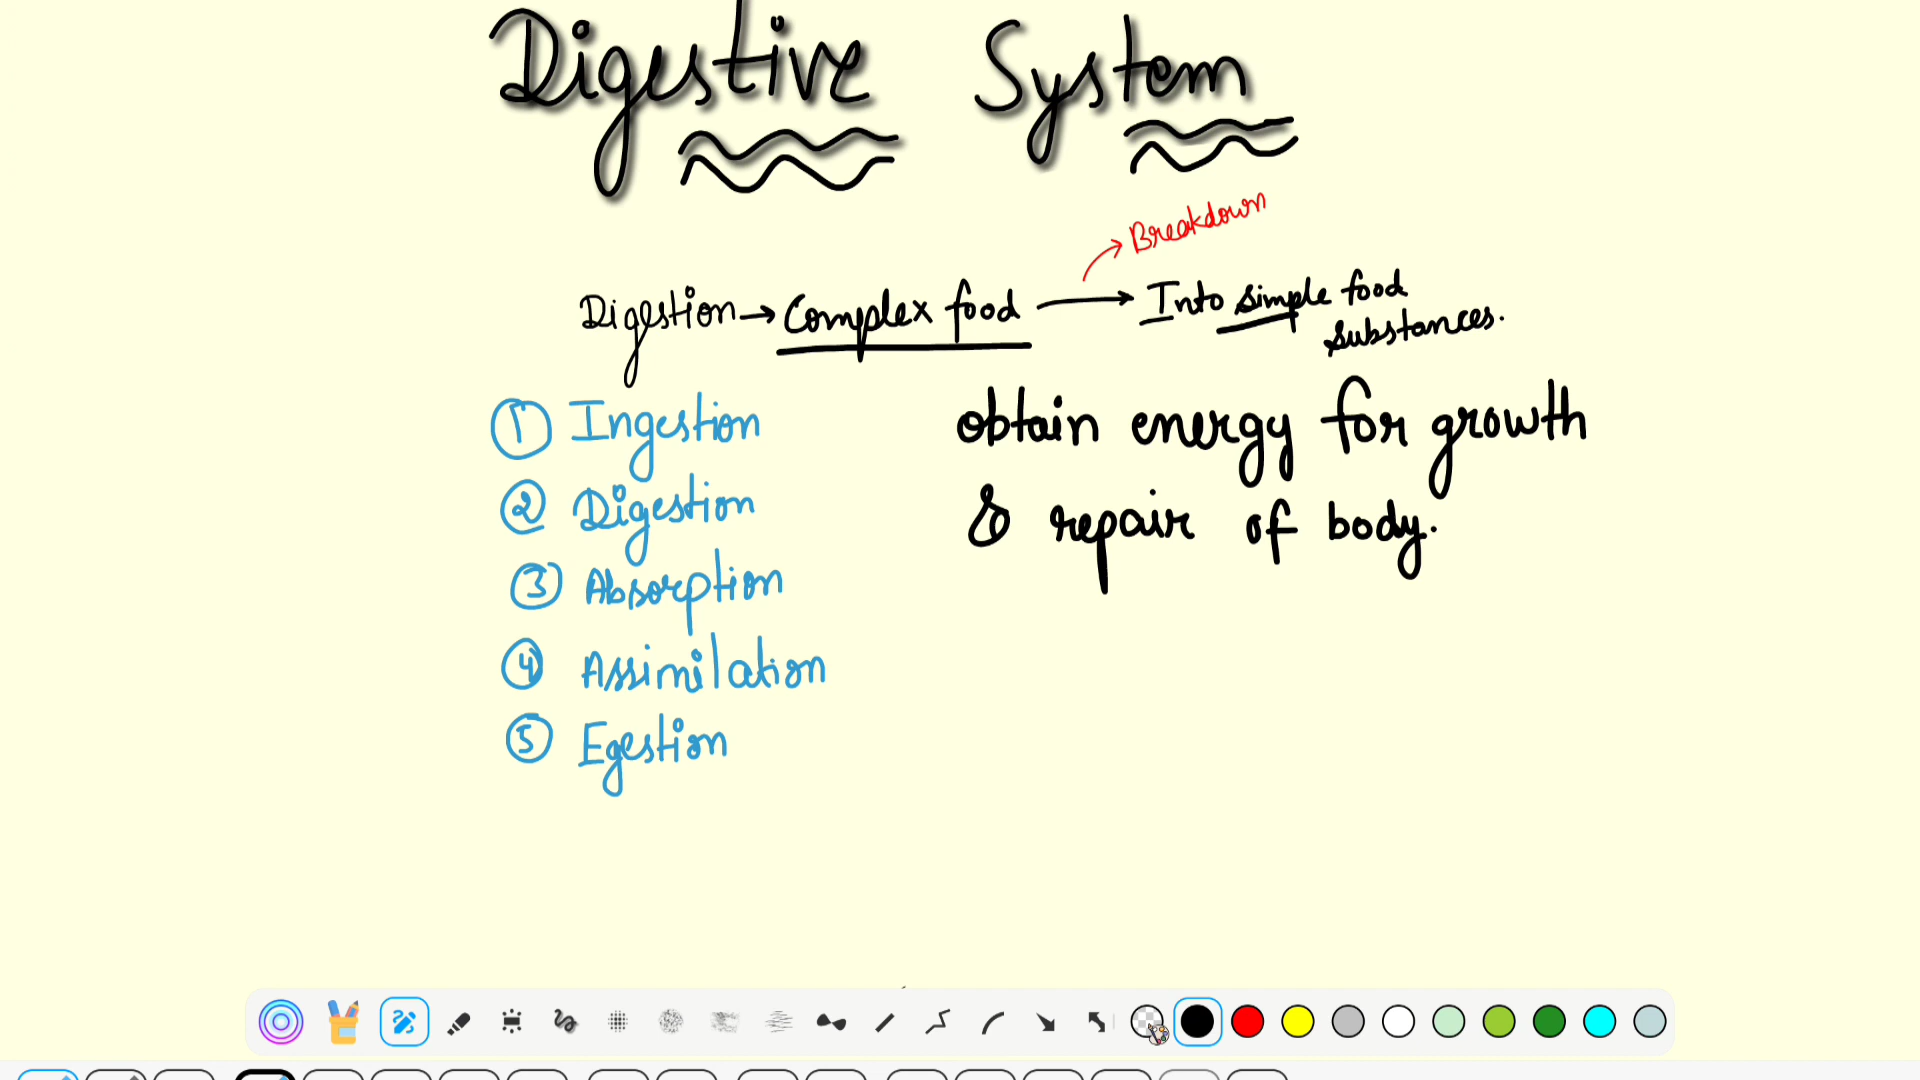 Digestive System
Breakdown
Digestion → Complex food → Into simple food
substances.
① Ingestion
② Digestion
③ Absorption
④ Assimilation
⑤ Egestion
obtain energy for growth
& repair of body.